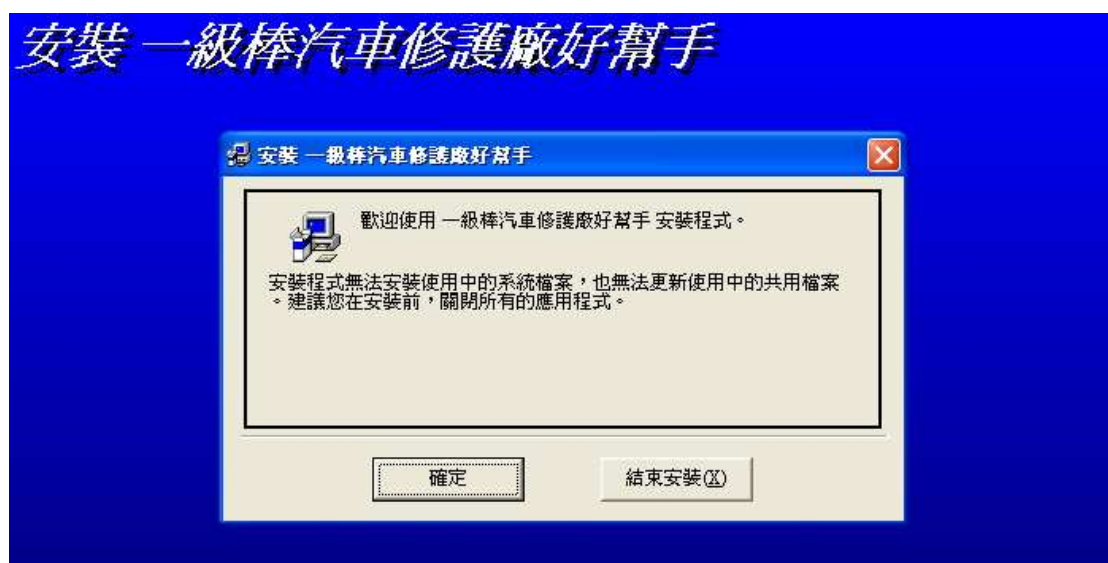 安裝 一級棒汽車修護廠好幫手
安裝 一級棒汽車修護廠好幫手
歡迎使用 一級棒汽車修護廠好幫手 安裝程式。
安裝程式無法安裝使用中的系統檔案，也無法更新使用中的共用檔案
。建議您在安裝前，關閉所有的應用程式。
確定
結束安裝(X)